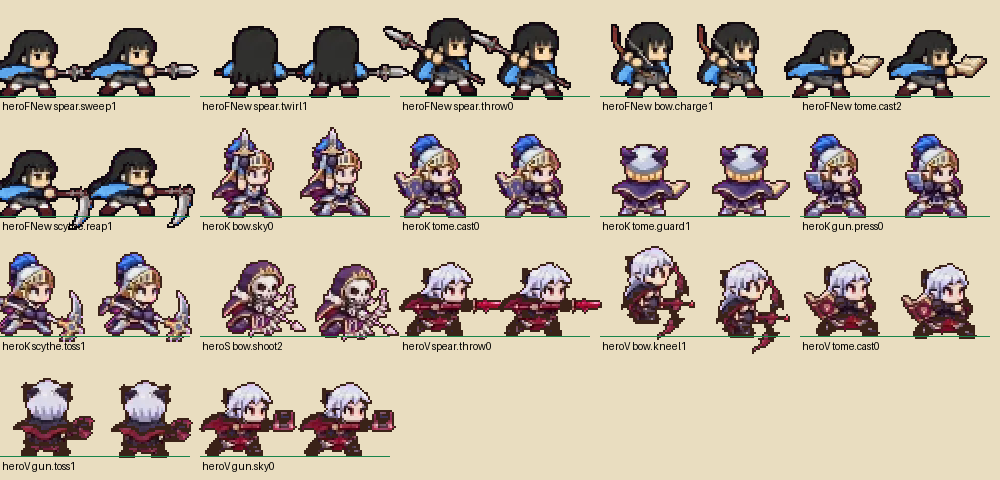 heroFNew spear.sweep1
heroFNew spear.twirl1
heroFNew spear.throw0
heroFNew bow.charge1
heroFNew tome.cast2
heroFNew scythe.reap1
heroK bow.sky0
heroK tome.cast0
heroK tome.guard1
heroK gun.press0
heroK scythe.toss1
heroS bow.shoot2
heroV spear.throw0
heroV bow.kneel1
heroV tome.cast0
heroV gun.toss1
heroV gun.sky0